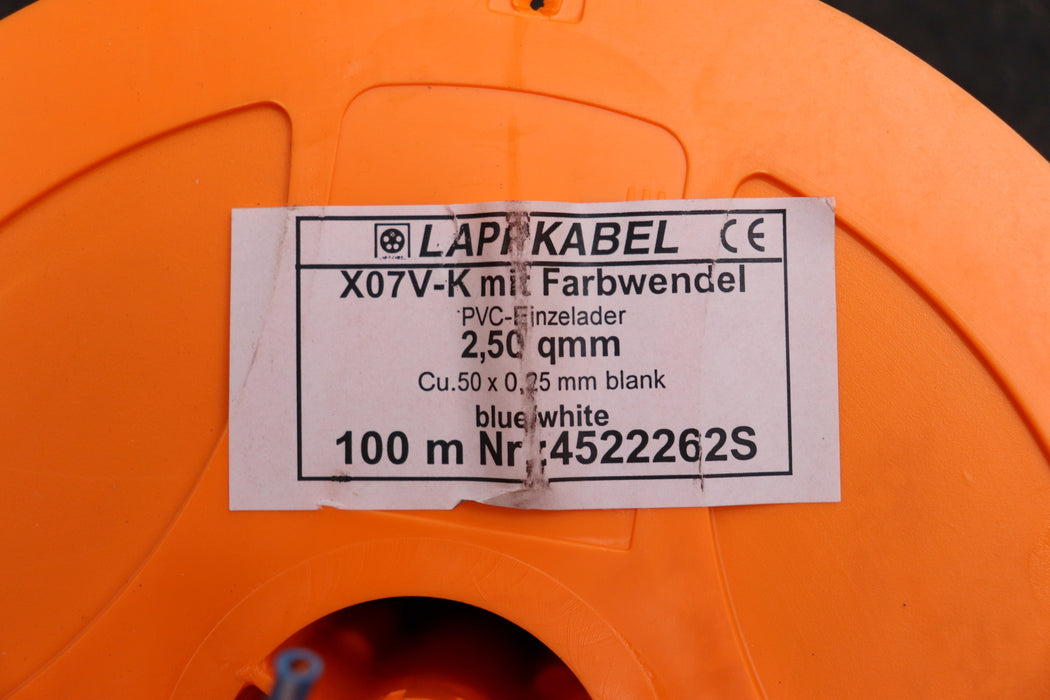 LAPP KABEL CE
X07V-K mit Farbwendel
PVC-Einzelader
2,50 qmm
Cu.50 x 0,25 mm blank
blue/white
100 m Nr.:4522262S